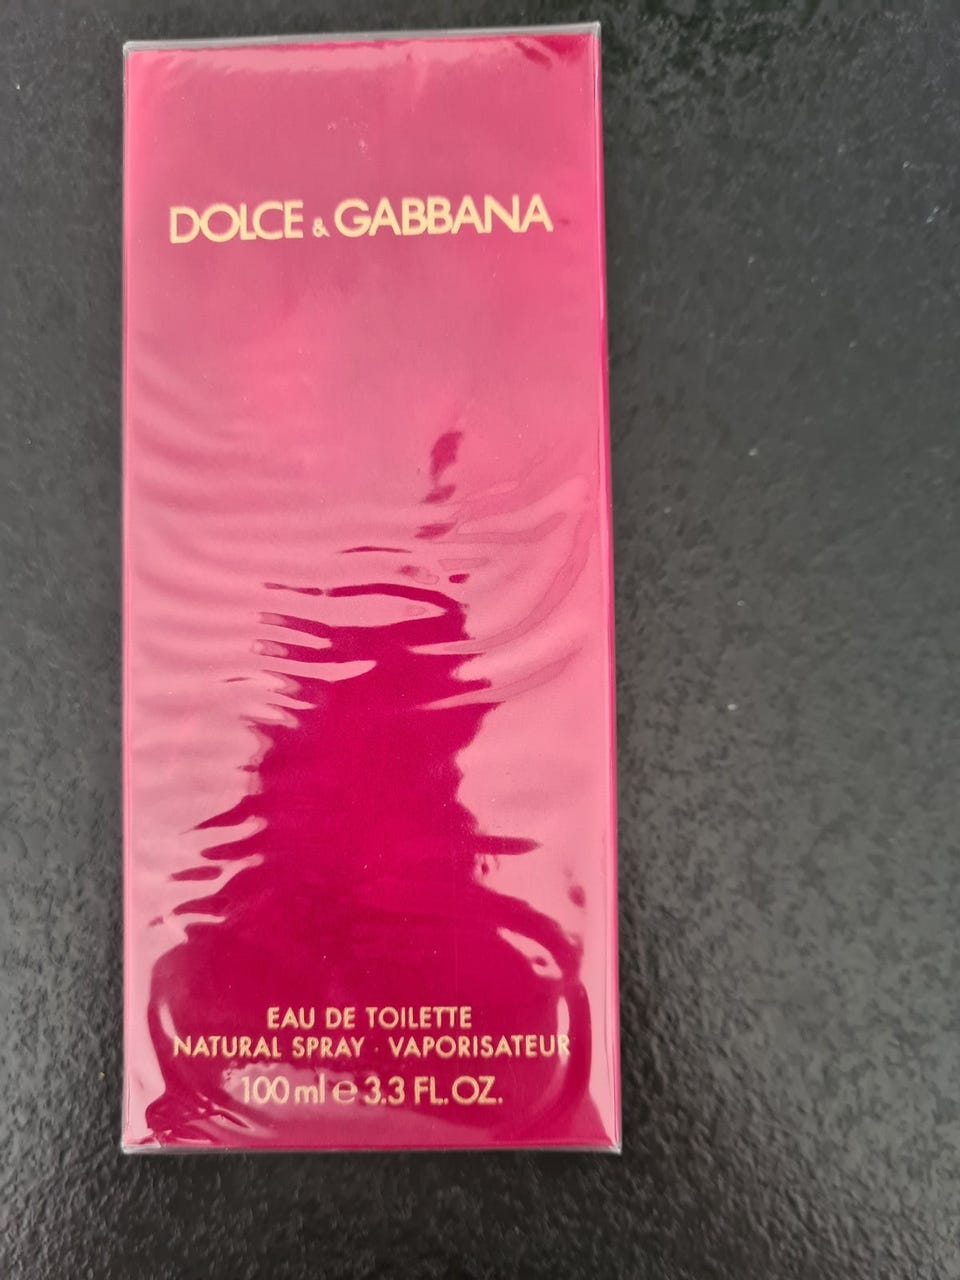 DOLCE & GABBANA
EAU DE TOILETTE
NATURAL SPRAY · VAPORISATEUR
100 ml e 3.3 FL. OZ.